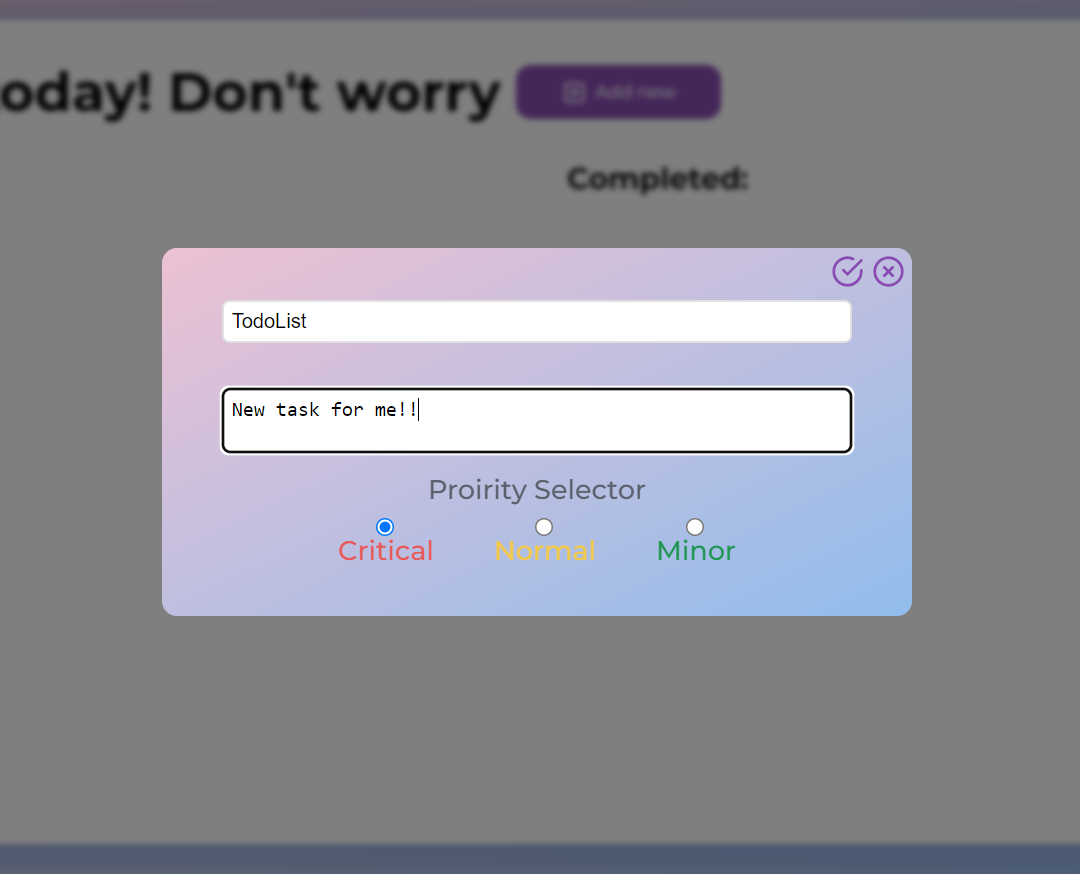 oday! Don't worry
Add new
Completed:
TodoList
New task for me!!
Proirity Selector
Critical Normal Minor